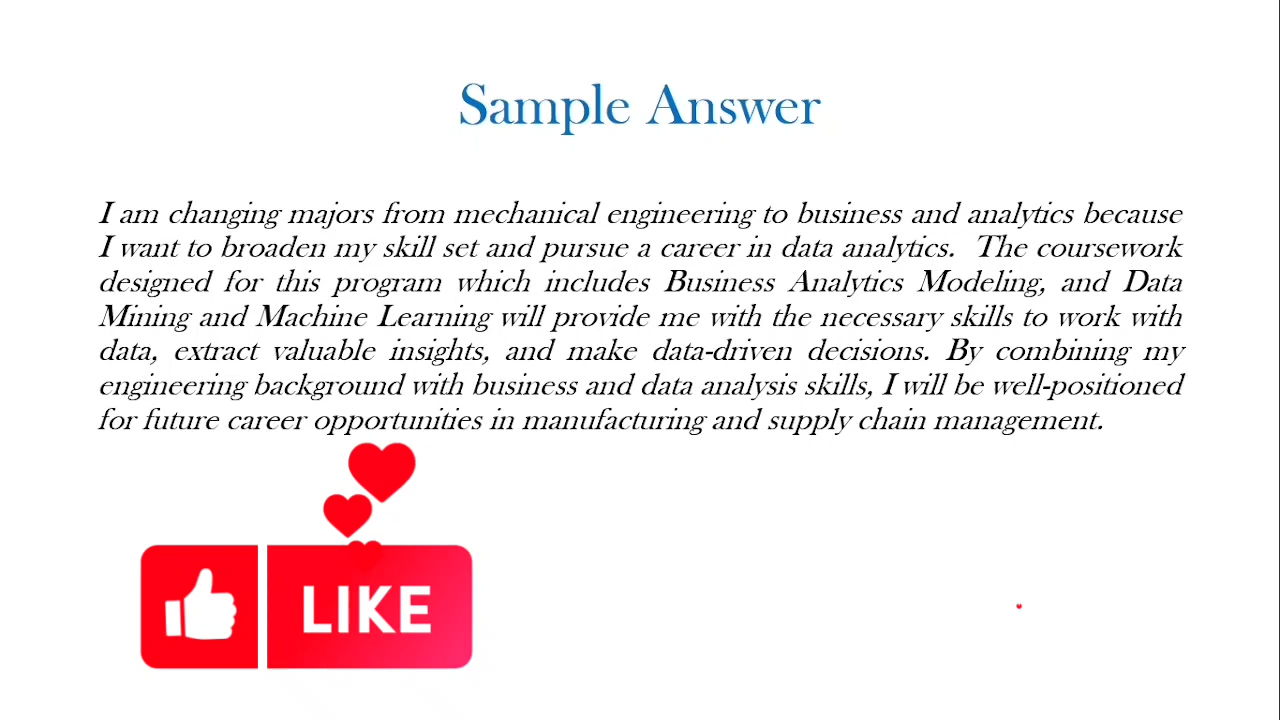 Sample Answer
I am changing majors from mechanical engineering to business and analytics because
I want to broaden my skill set and pursue a career in data analytics.  The coursework
designed for this program which includes Business Analytics Modeling, and Data
Mining and Machine Learning will provide me with the necessary skills to work with
data, extract valuable insights, and make data-driven decisions. By combining my
engineering background with business and data analysis skills, I will be well-positioned
for future career opportunities in manufacturing and supply chain management.
LIKE